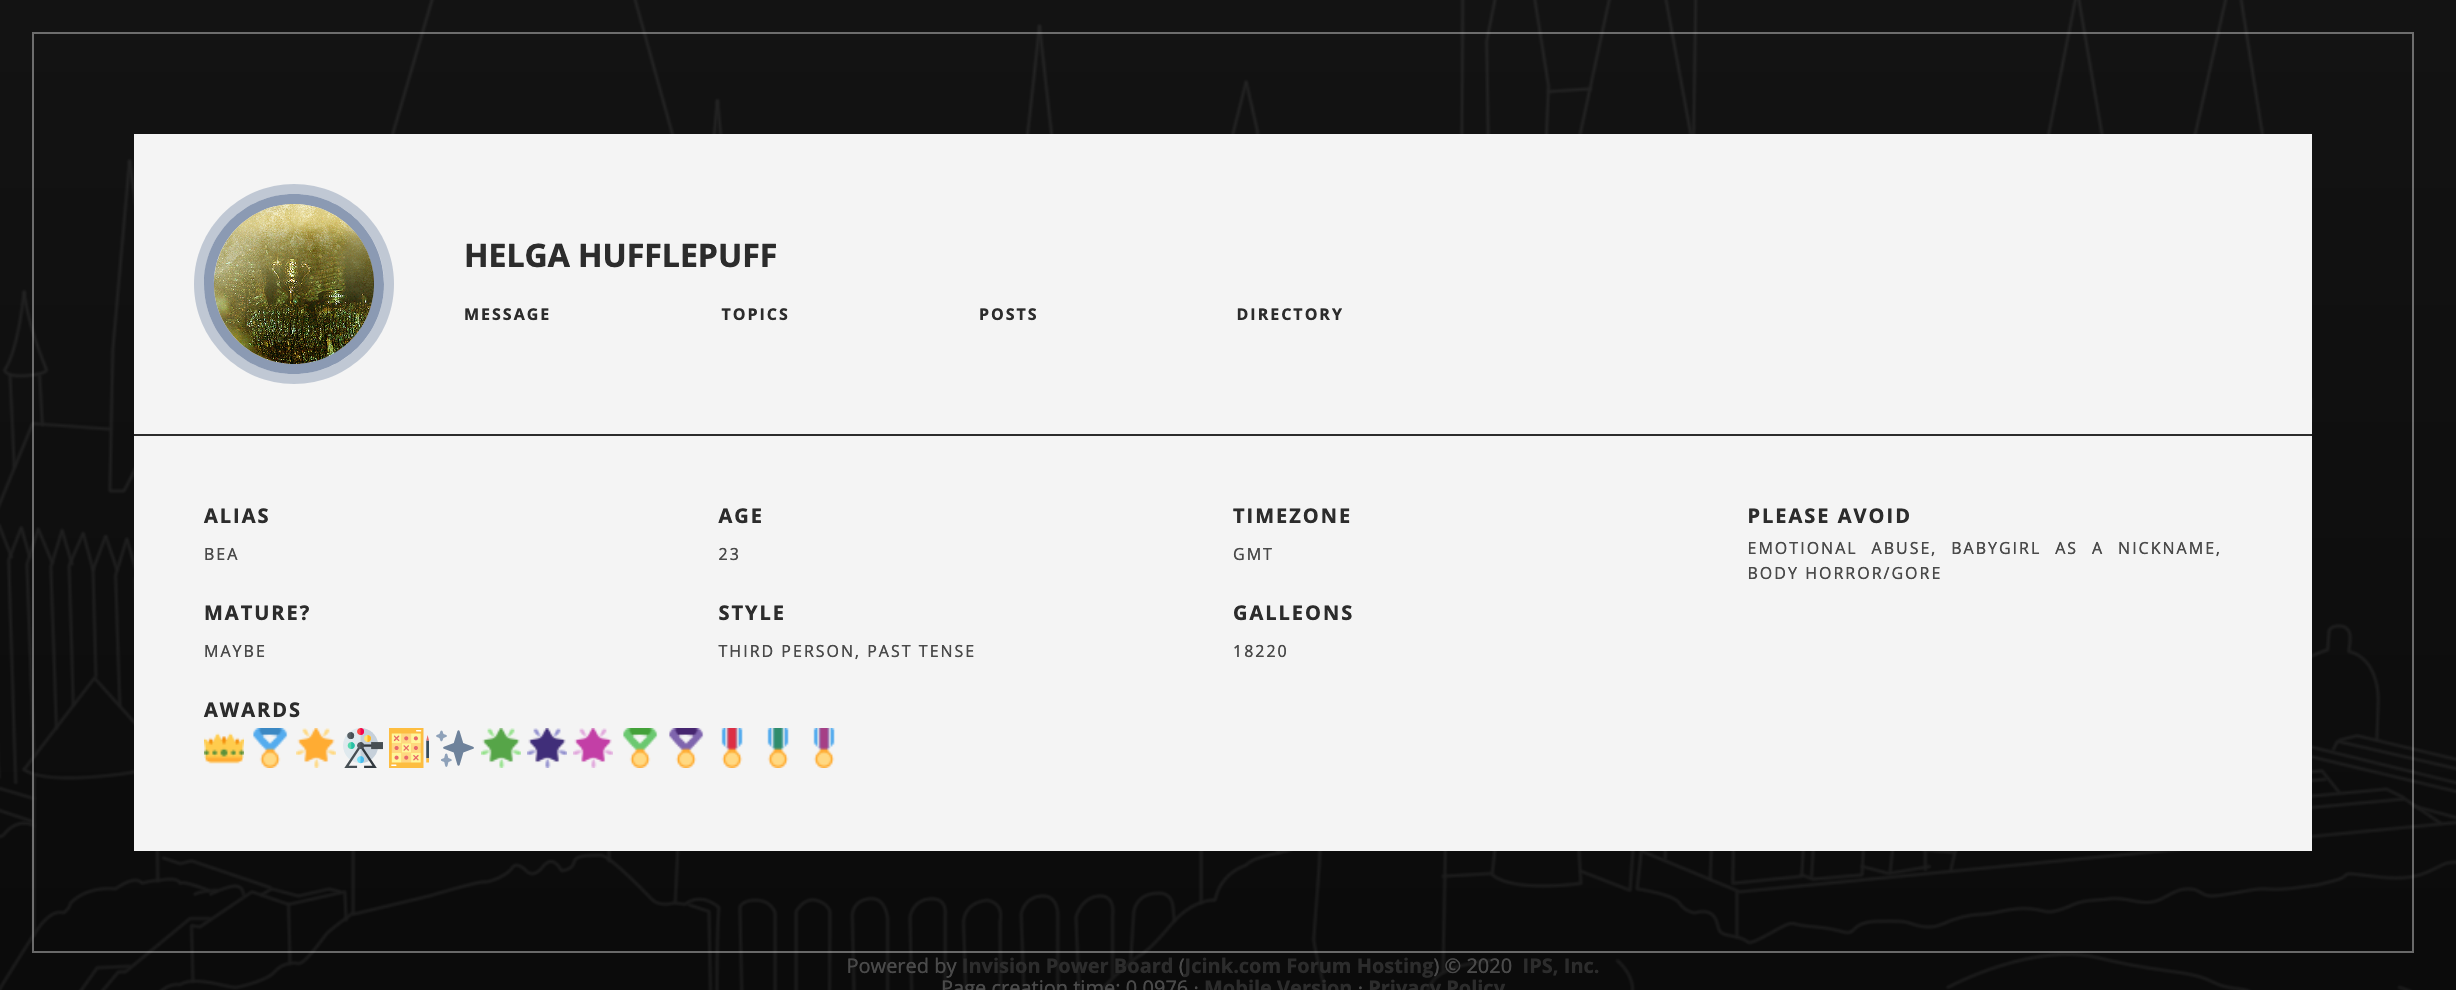 HELGA HUFFLEPUFF
MESSAGE TOPICS POSTS DIRECTORY
ALIAS AGE TIMEZONE PLEASE AVOID
BEA 23 GMT EMOTIONAL ABUSE, BABYGIRL AS A NICKNAME,
BODY HORROR/GORE
MATURE? STYLE GALLEONS
MAYBE THIRD PERSON, PAST TENSE 18220
AWARDS
Powered by Invision Power Board (Jcink.com Forum Hosting) © 2020 IPS, Inc.
Page creation time: 0.0976 · Mobile Version · Privacy Policy